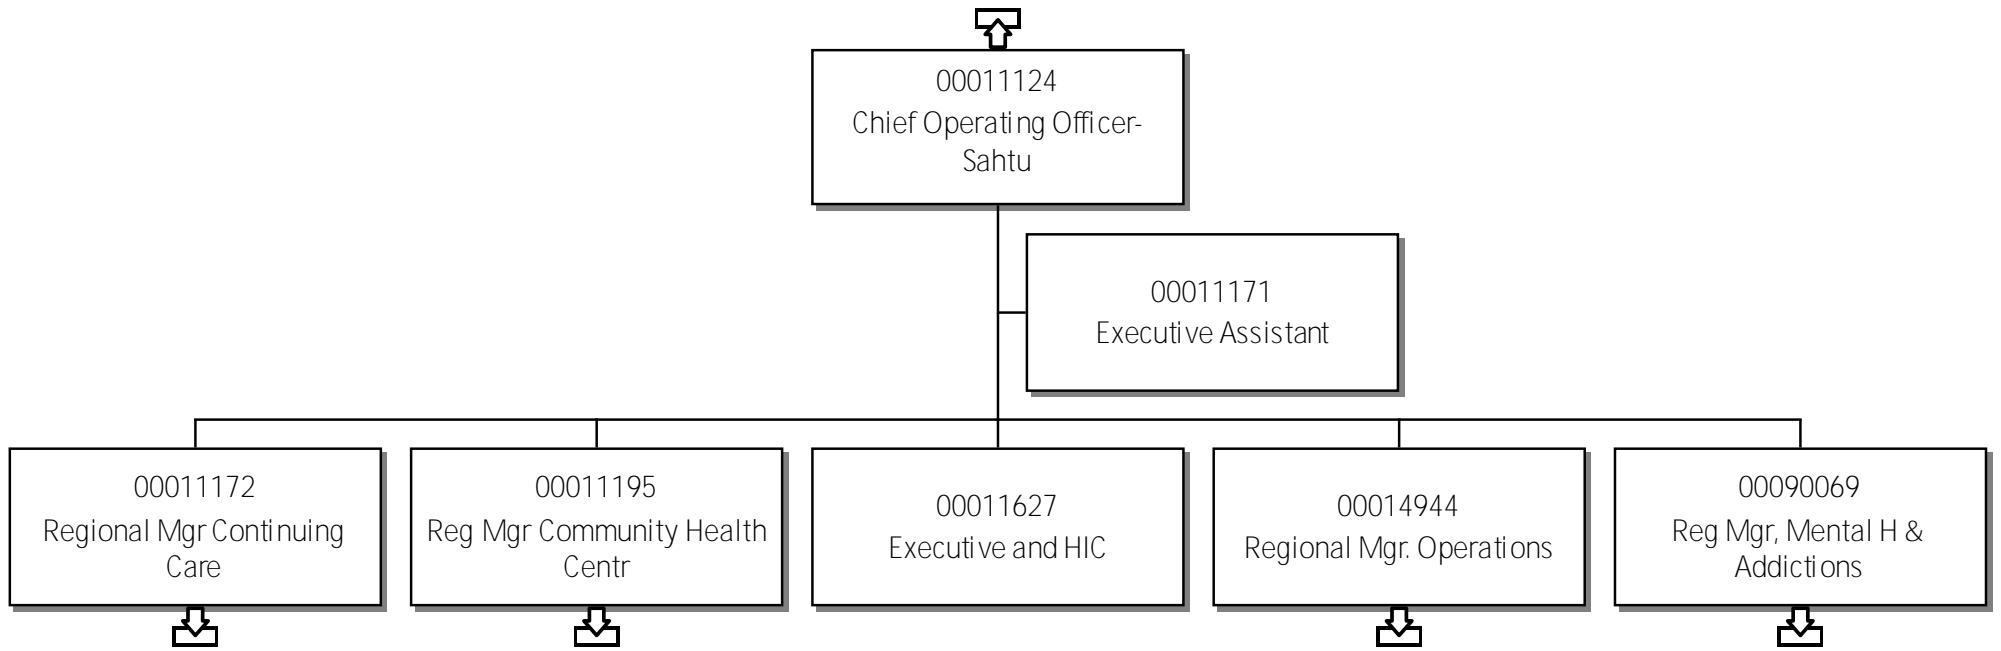 00011124
Chief Operating Officer-
Sahtu
00011171
Executive Assistant
00011172
Regional Mgr Continuing
Care
00011195
Reg Mgr Community Health
Centr
00011627
Executive and HIC
00014944
Regional Mgr. Operations
00090069
Reg Mgr, Mental H &
Addictions